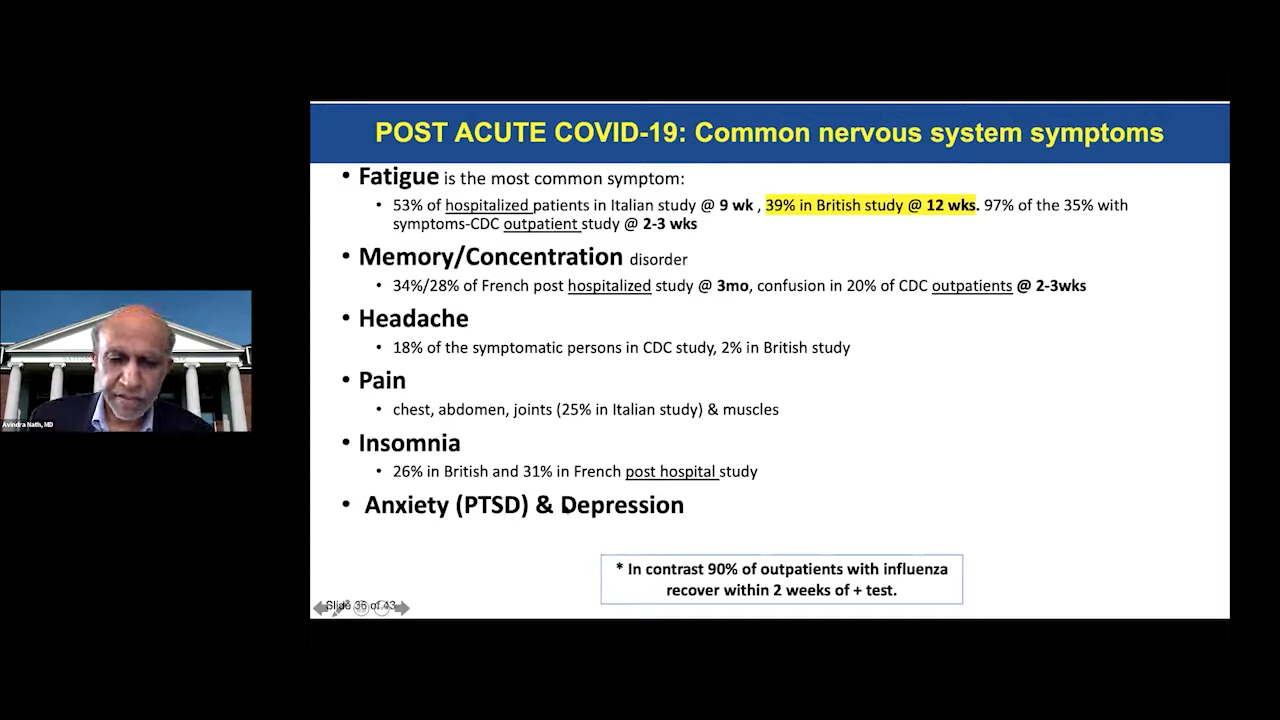 POST ACUTE COVID-19: Common nervous system symptoms
• Fatigue is the most common symptom:
• 53% of hospitalized patients in Italian study @ 9 wk , 39% in British study @ 12 wks. 97% of the 35% with
symptoms-CDC outpatient study @ 2-3 wks
• Memory/Concentration disorder
• 34%/28% of French post hospitalized study @ 3mo, confusion in 20% of CDC outpatients @ 2-3wks
• Headache
• 18% of the symptomatic persons in CDC study, 2% in British study
• Pain
• chest, abdomen, joints (25% in Italian study) & muscles
• Insomnia
• 26% in British and 31% in French post hospital study
• Anxiety (PTSD) & Depression
* In contrast 90% of outpatients with influenza
recover within 2 weeks of + test.
Slide 36 of 43
Avindra Nath, MD